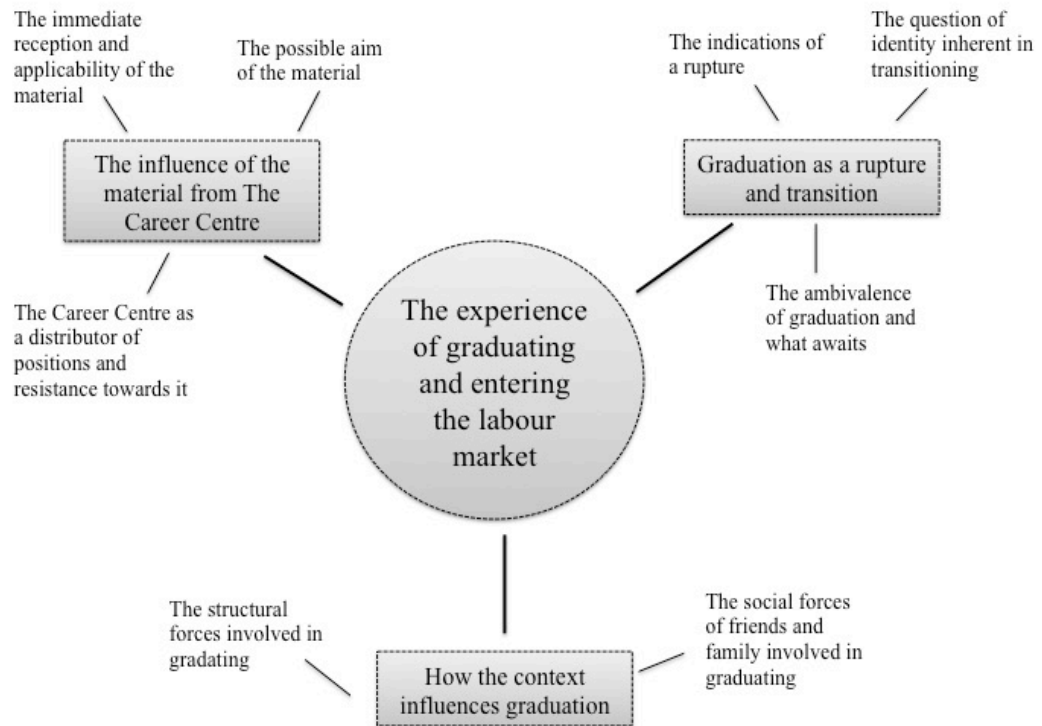 The immediate
reception and
applicability of the
material
The possible aim
of the material
The influence of the
material from The
Career Centre
The Career Centre as
a distributor of
positions and
resistance towards it
The indications of
a rupture
The question of
identity inherent in
transitioning
Graduation as a rupture
and transition
The ambivalence
of graduation and
what awaits
The experience
of graduating
and entering
the labour
market
The structural
forces involved in
gradating
The social forces
of friends and
family involved in
graduating
How the context
influences graduation